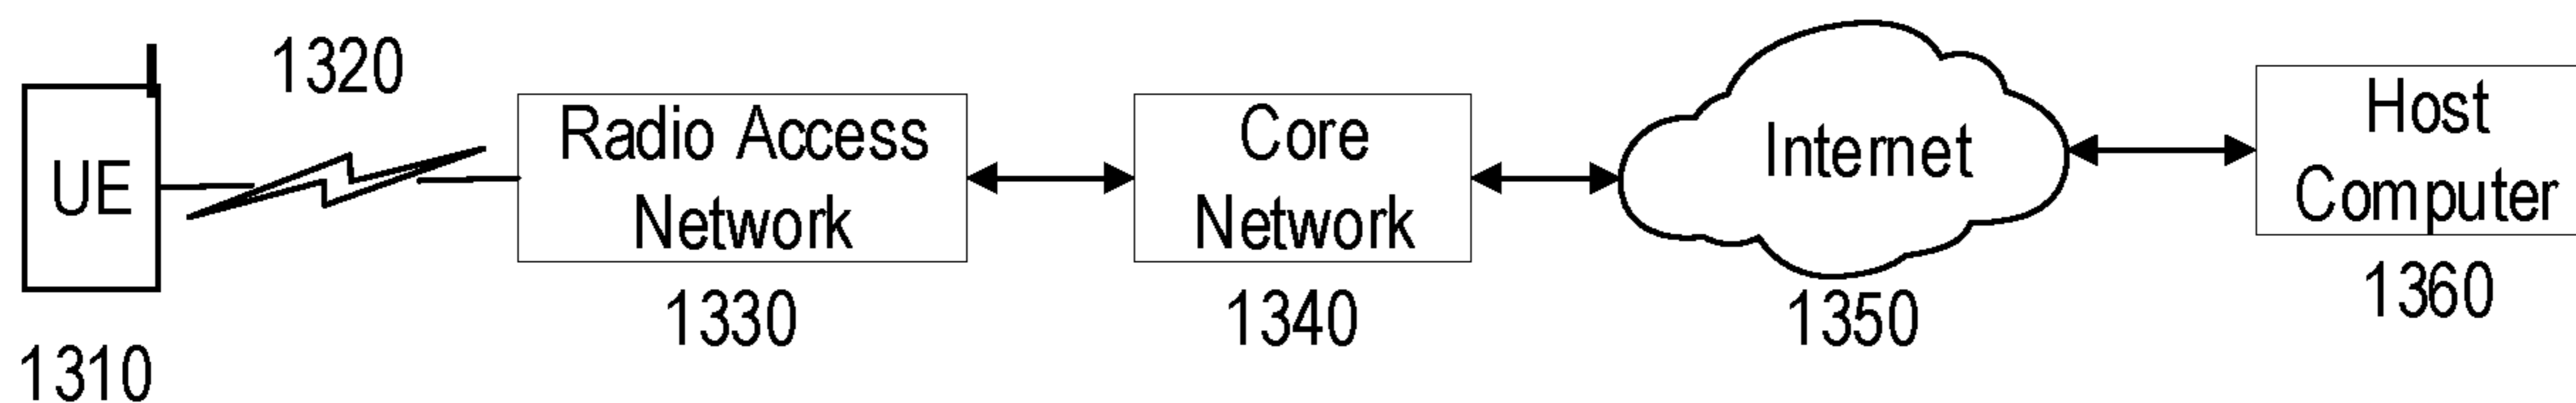 UE
1310
1320
Radio Access
Network
1330
Core
Network
1340
Internet
1350
Host
Computer
1360